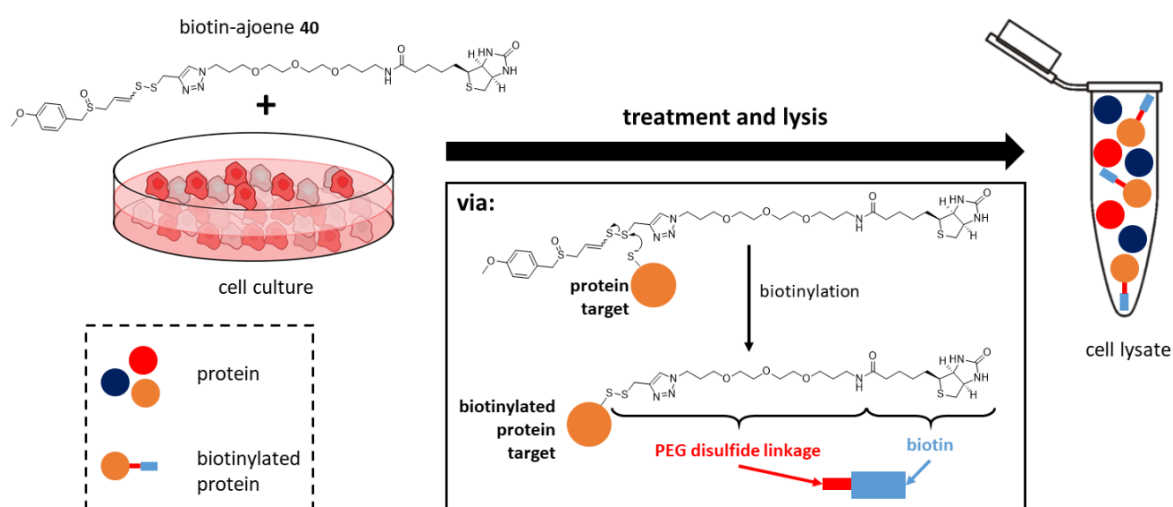 biotin-ajoene 40
+
cell culture
treatment and lysis
via:
protein
target
biotinylation
biotinylated
protein
target
PEG disulfide linkage
biotin
protein
biotinylated
protein
cell lysate